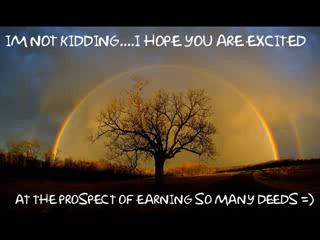 IM NOT KIDDING....I HOPE YOU ARE EXCITED
AT THE PROSPECT OF EARNING SO MANY DEEDS =)